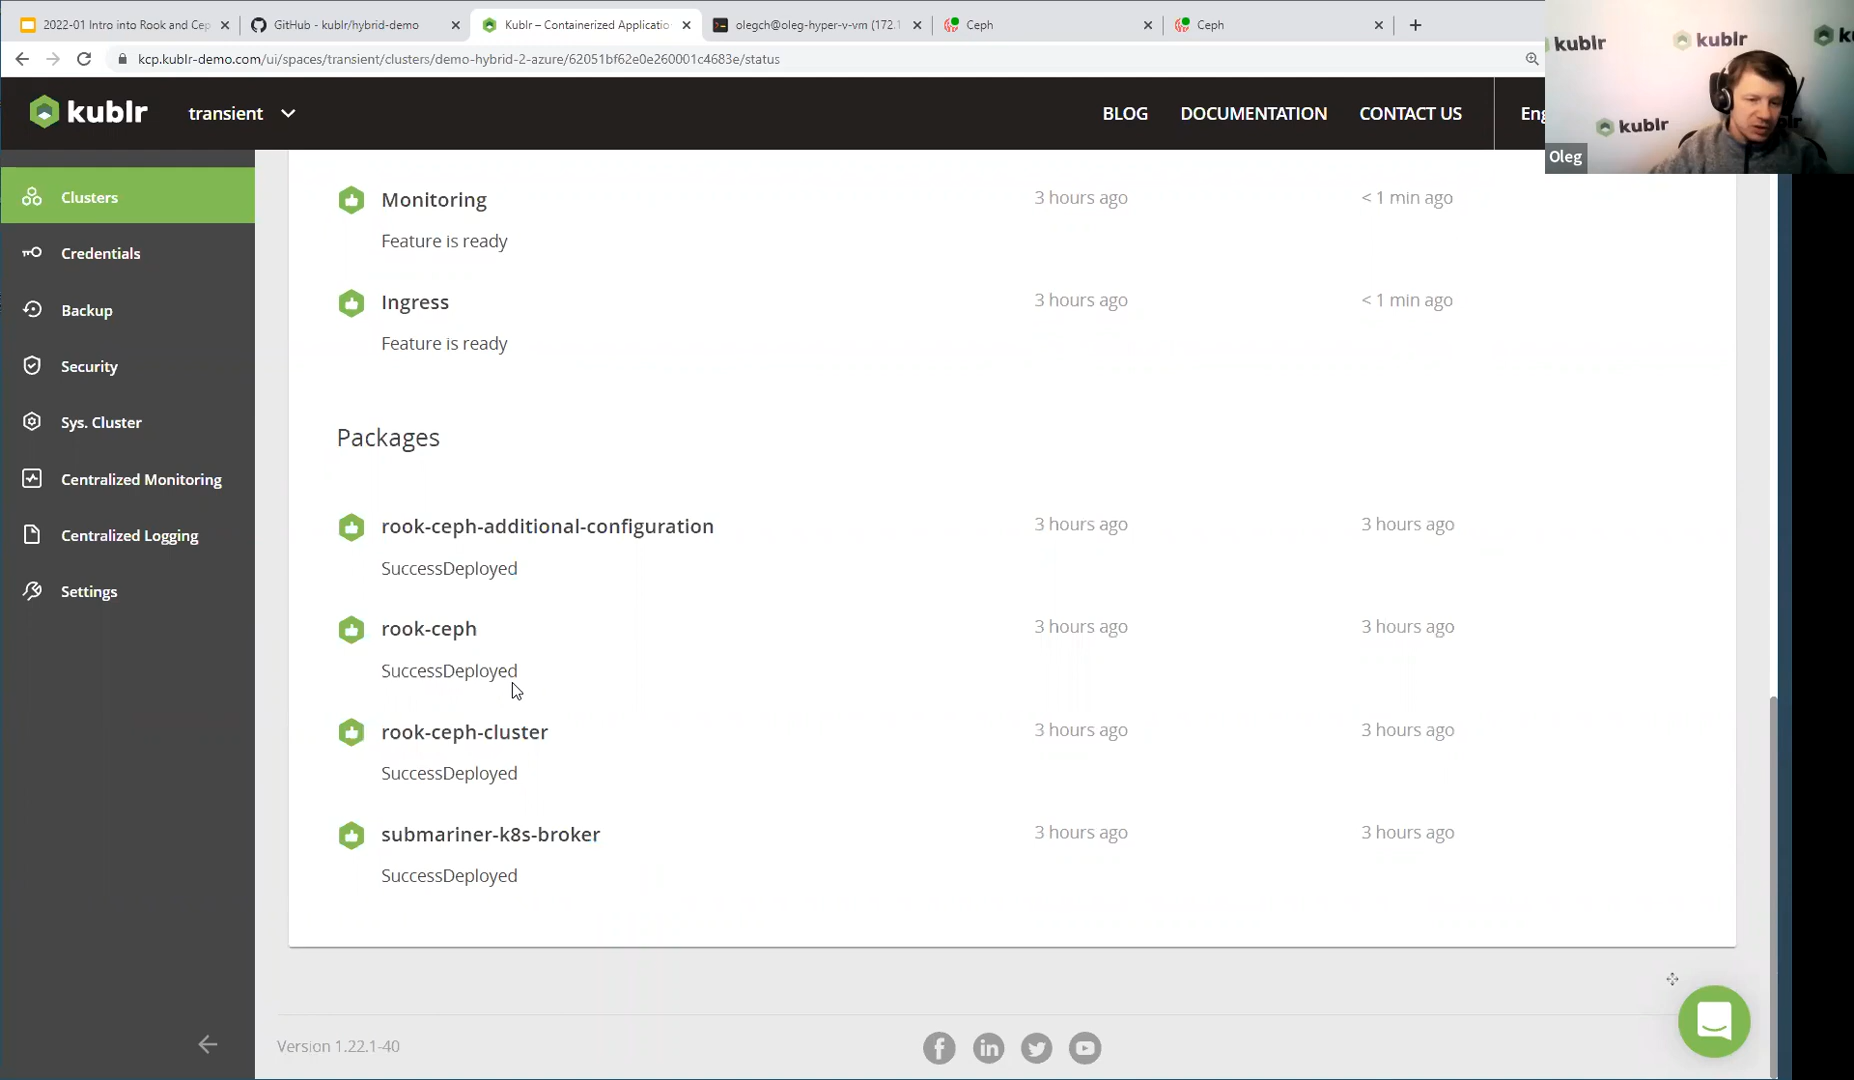 2022-01 Intro into Rook and Cep
GitHub - kublr/hybrid-demo
Kublr – Containerized Applicatio
olegch@oleg-hyper-v-vm (172.1
Ceph
Ceph
kcp.kublr-demo.com/ui/spaces/transient/clusters/demo-hybrid-2-azure/62051bf62e0e260001c4683e/status
kublr
transient
BLOG
DOCUMENTATION
CONTACT US
Eng
kublr
kublr
ku
kublr
Oleg
Clusters
Credentials
Backup
Security
Sys. Cluster
Centralized Monitoring
Centralized Logging
Settings
Monitoring
3 hours ago
< 1 min ago
Feature is ready
Ingress
3 hours ago
< 1 min ago
Feature is ready
Packages
rook-ceph-additional-configuration
3 hours ago
3 hours ago
SuccessDeployed
rook-ceph
3 hours ago
3 hours ago
SuccessDeployed
rook-ceph-cluster
3 hours ago
3 hours ago
SuccessDeployed
submariner-k8s-broker
3 hours ago
3 hours ago
SuccessDeployed
Version 1.22.1-40